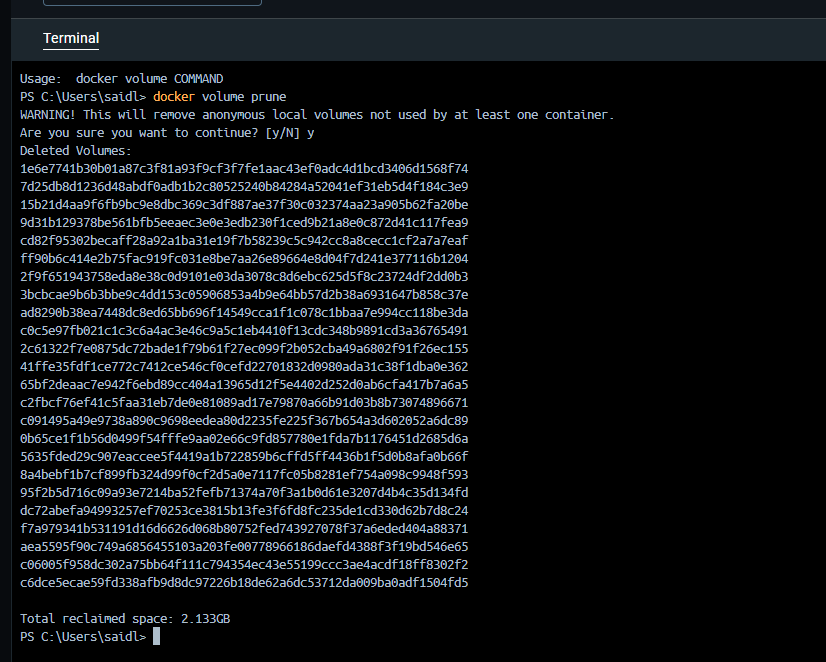 Terminal
Usage:  docker volume COMMAND
PS C:\Users\saidl> docker volume prune
WARNING! This will remove anonymous local volumes not used by at least one container.
Are you sure you want to continue? [y/N] y
Deleted Volumes:
1e6e7741b30b01a87c3f81a93f9cf3f7fe1aac43ef0adc4d1bcd3406d1568f74
7d25db8d1236d48abdf0adb1b2c80525240b84284a52041ef31eb5d4f184c3e9
15b21d4aa9f6fb9bc9e8dbc369c3df887ae37f30c032374aa23a905b62fa20be
9d31b129378be561bfb5eeaec3e0e3edb230f1ced9b21a8e0c872d41c117fea9
cd82f95302becaff28a92a1ba31e19f7b58239c5c942cc8a8cecc1cf2a7a7eaf
ff90b6c414e2b75fac919fc031e8be7aa26e89664e8d04f7d241e377116b1204
2f9f651943758eda8e38c0d9101e03da3078c8d6ebc625d5f8c23724df2dd0b3
3bcbcae9b6b3bbe9c4dd153c05906853a4b9e64bb57d2b38a6931647b858c37e
ad8290b38ea7448dc8ed65bb696f14549cca1f1c078c1bbaa7e994cc118be3da
c0c5e97fb021c1c3c6a4ac3e46c9a5c1eb4410f13cdc348b9891cd3a36765491
2c61322f7e0875dc72bade1f79b61f27ec099f2b052cba49a6802f91f26ec155
41ffe35fdf1ce772c7412ce546cf0cefd22701832d0980ada31c38f1dba0e362
65bf2deaac7e942f6ebd89cc404a13965d12f5e4402d252d0ab6cfa417b7a6a5
c2fbcf76ef41c5faa31eb7de0e81089ad17e79870a66b91d03b8b73074896671
c091495a49e9738a890c9698eedea80d2235fe225f367b654a3d602052a6dc89
0b65ce1f1b56d0499f54fffe9aa02e66c9fd857780e1fda7b1176451d2685d6a
5635fded29c907eaccee5f4419a1b722859b6cffd5ff4436b1f5d0b8afa0b66f
8a4bebf1b7cf899fb324d99f0cf2d5a0e7117fc05b8281ef754a098c9948f593
95f2b5d716c09a93e7214ba52fefb71374a70f3a1b0d61e3207d4b4c35d134fd
dc72abefa94993257ef70253ce3815b13fe3f6fd8fc235de1cd330d62b7d8c24
f7a979341b531191d16d6626d068b80752fed743927078f37a6eded404a88371
aea5595f90c749a6856455103a203fe00778966186daefd4388f3f19bd546e65
c06005f958dc302a75bb64f111c794354ec43e55199ccc3ae4acdf18ff8302f2
c6dce5ecae59fd338afb9d8dc97226b18de62a6dc53712da009ba0adf1504fd5
Total reclaimed space: 2.133GB
PS C:\Users\saidl>